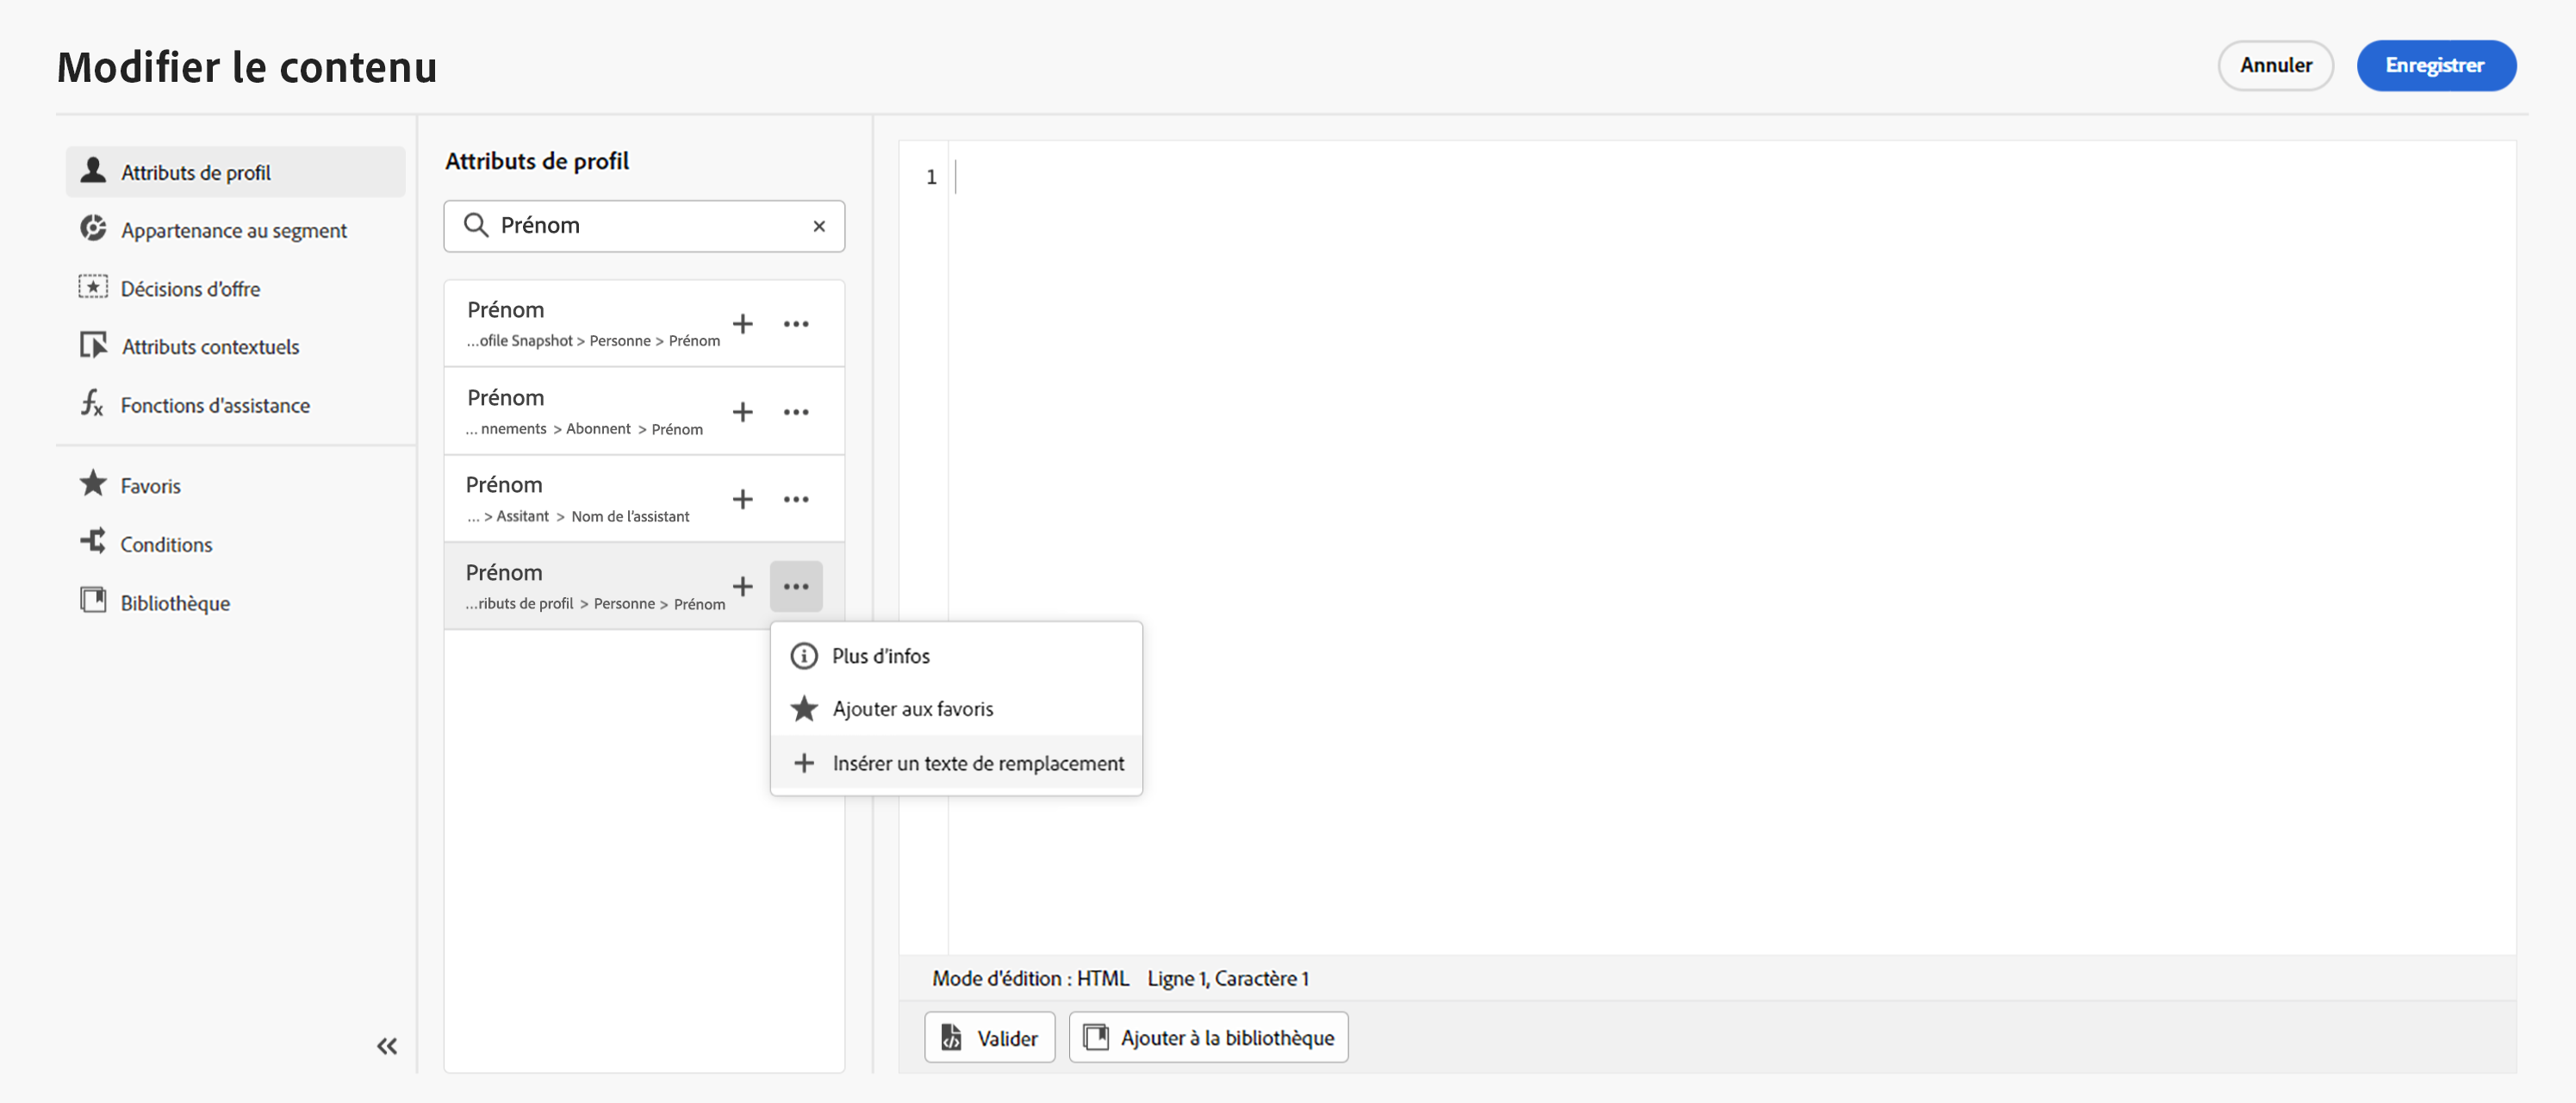 Modifier le contenu
Annuler
Enregistrer
Attributs de profil
Appartenance au segment
Décisions d'offre
Attributs contextuels
Fonctions d'assistance
Favoris
Conditions
Bibliothèque
Attributs de profil
Prénom
Prénom
...ofile Snapshot > Personne > Prénom
Prénom
... nnements > Abonnent > Prénom
Prénom
... > Assitant > Nom de l'assistant
Prénom
...ributs de profil > Personne > Prénom
Plus d'infos
Ajouter aux favoris
Insérer un texte de remplacement
1
Mode d'édition : HTML Ligne 1, Caractère 1
Valider
Ajouter à la bibliothèque